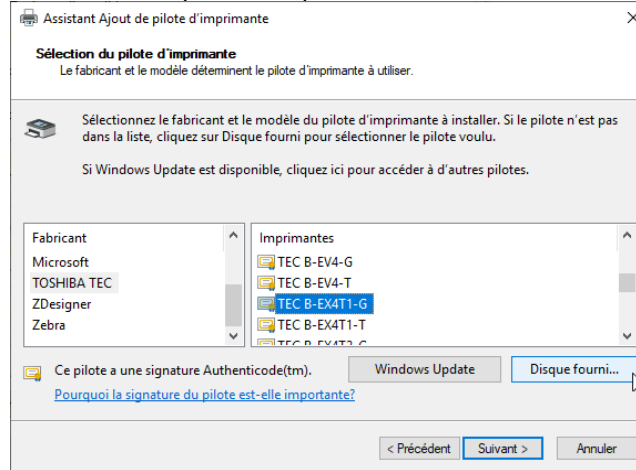 Assistant Ajout de pilote d'imprimante
Sélection du pilote d'imprimante
Le fabricant et le modèle déterminent le pilote d'imprimante à utiliser.
Sélectionnez le fabricant et le modèle du pilote d'imprimante à installer. Si le pilote n'est pas
dans la liste, cliquez sur Disque fourni pour sélectionner le pilote voulu.
Si Windows Update est disponible, cliquez ici pour accéder à d'autres pilotes.
Fabricant
Microsoft
TOSHIBA TEC
ZDesigner
Zebra
Imprimantes
TEC B-EV4-G
TEC B-EV4-T
TEC B-EX4T1-G
TEC B-EX4T1-T
Ce pilote a une signature Authenticode(tm).
Windows Update
Disque fourni...
Pourquoi la signature du pilote est-elle importante?
< Précédent
Suivant >
Annuler